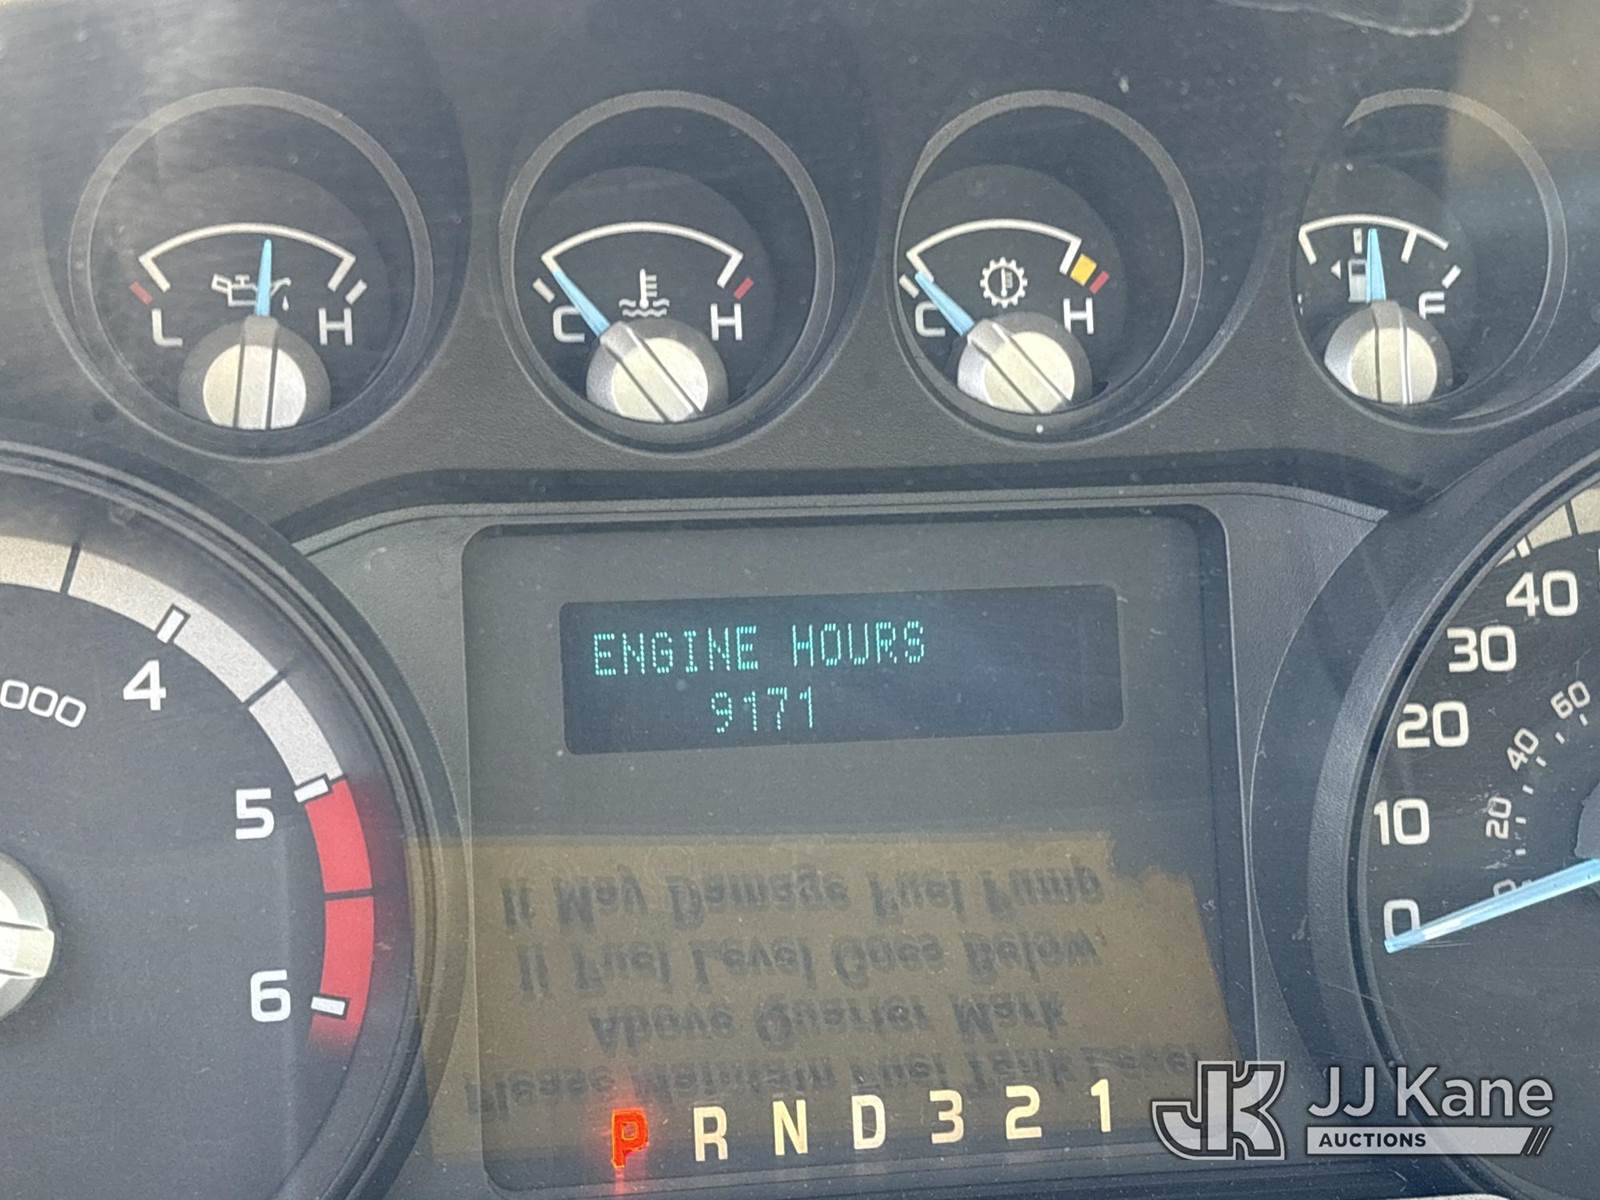 L H
C H
C H
F
ENGINE HOURS
9171
000
4
5
6
40
30
20
10
0
60
40
20
0
It May Damage Fuel Pump
If Fuel Level Goes Below
Above Quarter Mark
Please Maintain Fuel Tank Level
P R N D 3 2 1
JK JJ Kane
AUCTIONS